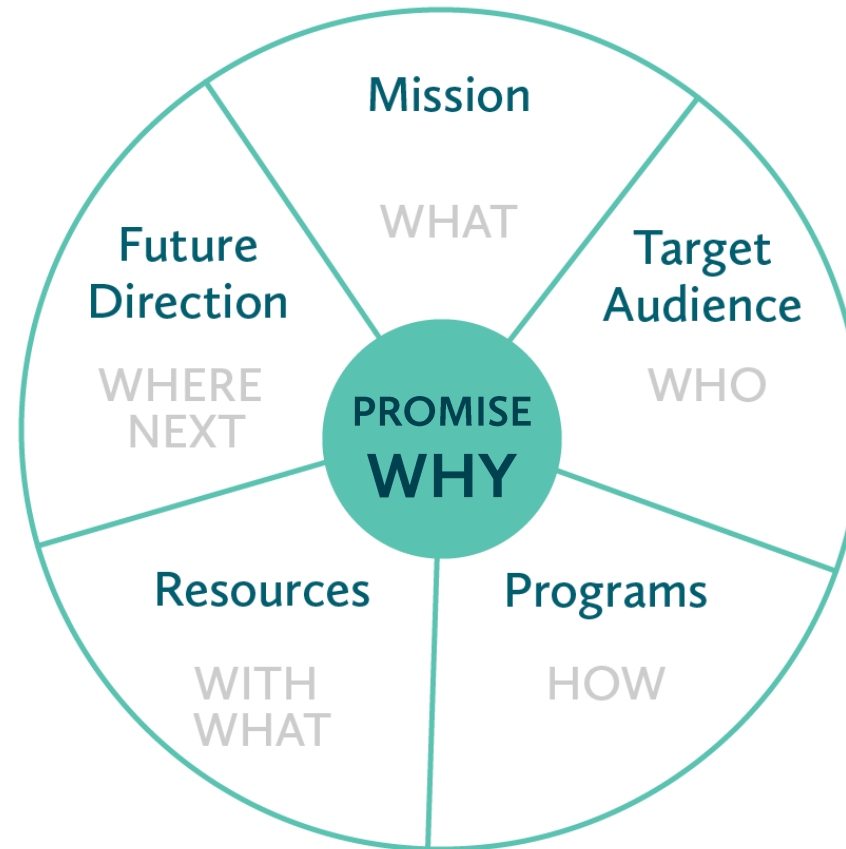 Mission
WHAT
Target
Audience
WHO
Programs
HOW
Resources
WITH
WHAT
Future
Direction
WHERE
NEXT
PROMISE
WHY